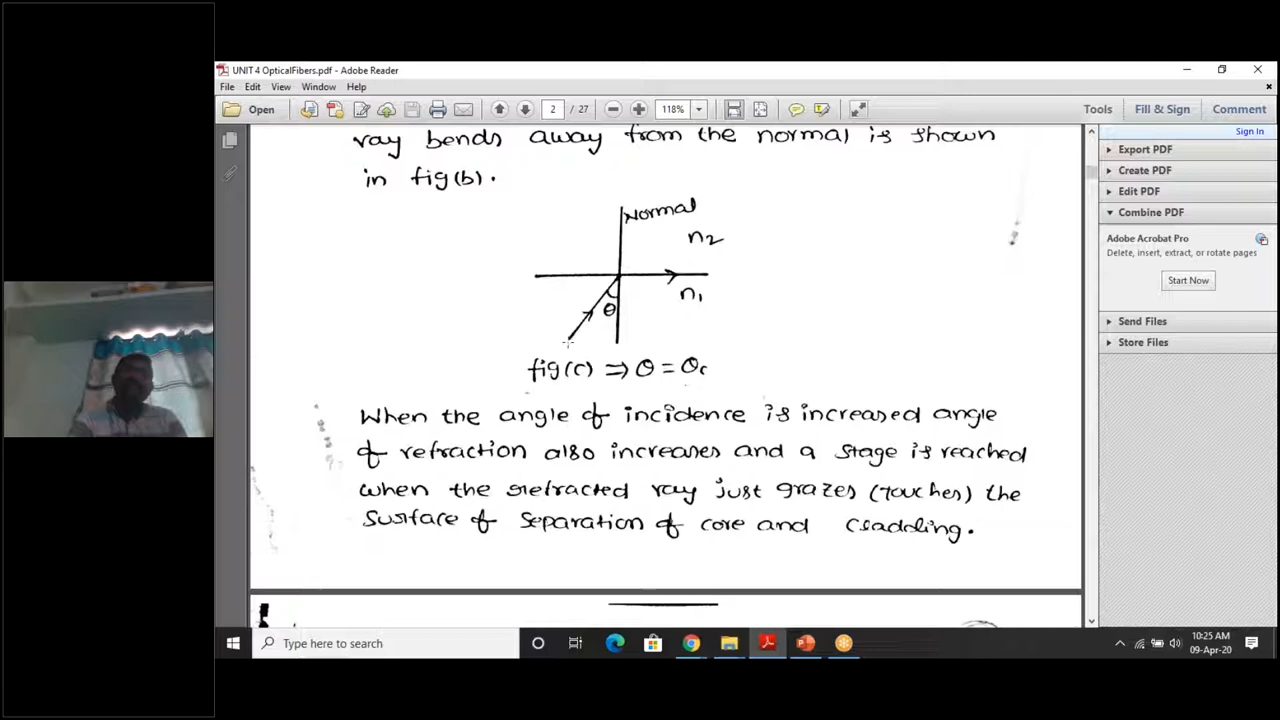 UNIT 4 OpticalFibers.pdf - Adobe Reader
File Edit View Window Help
Open 2 / 27 118% Tools Fill & Sign Comment
Sign In
ray bends away from the normal is shown
in fig(b).
Normal
n2
n1
θ
fig(c) ⇒ θ = θc
When the angle of incidence is increased angle
of refraction also increases and a stage is reached
when the refracted ray just grazes (Touches) the
surface of separation of core and cladding.
Export PDF
Create PDF
Edit PDF
Combine PDF
Adobe Acrobat Pro
Delete, insert, extract, or rotate pages
Start Now
Send Files
Store Files
Type here to search
10:25 AM
09-Apr-20